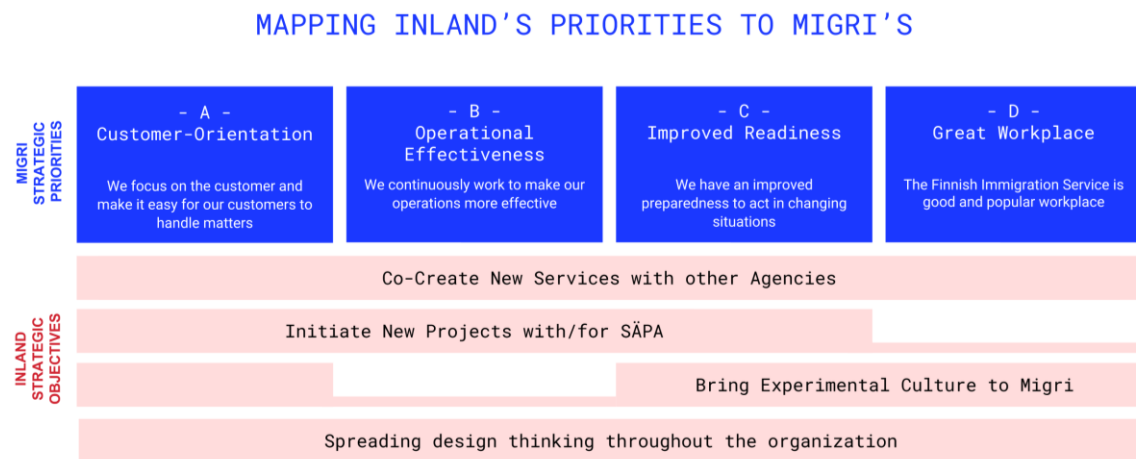 MAPPING INLAND'S PRIORITIES TO MIGRI'S
MIGRI
STRATEGIC
PRIORITIES
- A -
Customer-Orientation
We focus on the customer and
make it easy for our customers to
handle matters
- B -
Operational
Effectiveness
We continuously work to make our
operations more effective
- C -
Improved Readiness
We have an improved
preparedness to act in changing
situations
- D -
Great Workplace
The Finnish Immigration Service is
good and popular workplace
INLAND
STRATEGIC
OBJECTIVES
Co-Create New Services with other Agencies
Initiate New Projects with/for SÄPA
Bring Experimental Culture to Migri
Spreading design thinking throughout the organization